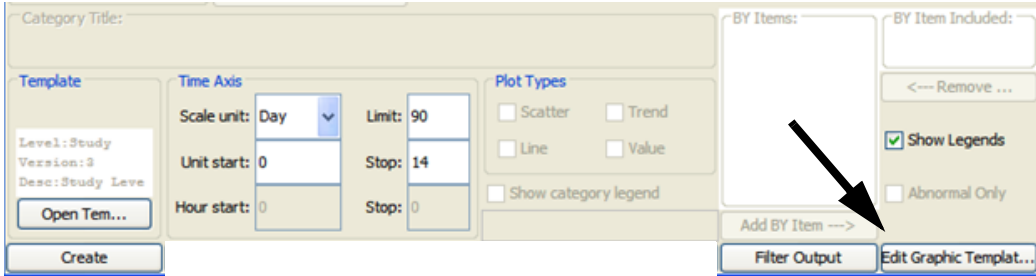 Category Title:
BY Items:
BY Item Included:
Template
Time Axis
Plot Types
<--- Remove ...
Scale unit: Day
Limit: 90
Scatter
Trend
Level:Study
Version:3
Desc:Study Leve
Unit start: 0
Stop: 14
Line
Value
Show Legends
Open Tem...
Hour start: 0
Stop: 0
Show category legend
Abnormal Only
Add BY Item --->
Create
Filter Output
Edit Graphic Templat...